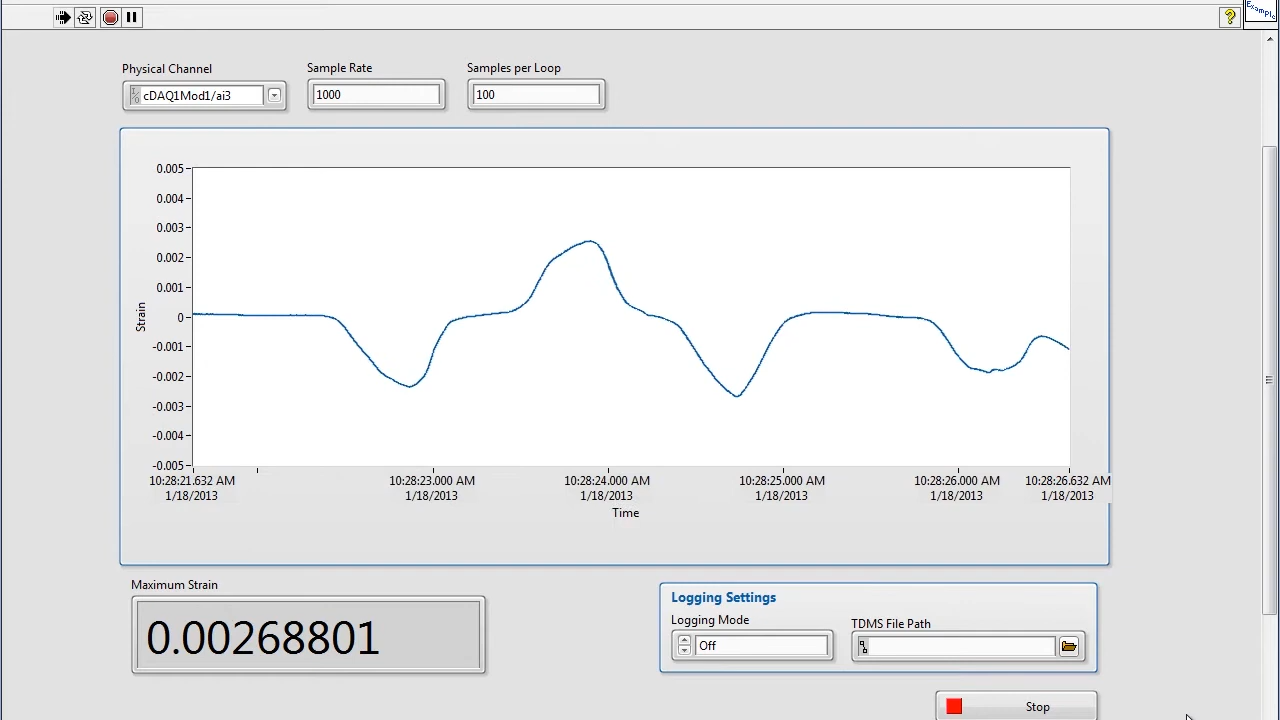 ?
Example
Physical Channel
Sample Rate
Samples per Loop
I/O cDAQ1Mod1/ai3
1000
100
0.005
0.004
0.003
0.002
0.001
0
-0.001
-0.002
-0.003
-0.004
-0.005
Strain
10:28:21.632 AM 10:28:23.000 AM 10:28:24.000 AM 10:28:25.000 AM 10:28:26.000 AM 10:28:26.632 AM
1/18/2013 1/18/2013 1/18/2013 1/18/2013 1/18/2013 1/18/2013
Time
Maximum Strain
0.00268801
Logging Settings
Logging Mode
TDMS File Path
Off
Stop